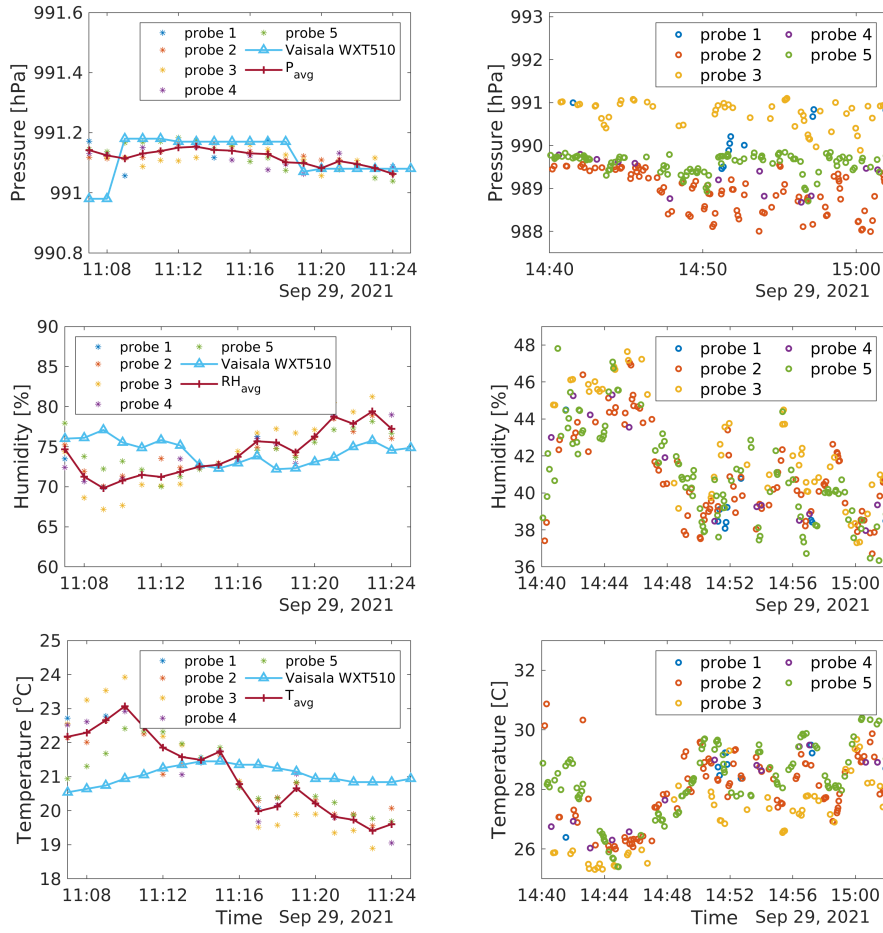 991.6
991.4
991.2
991
990.8
Pressure [hPa]
probe 1
probe 2
probe 3
probe 4
probe 5
Vaisala WXT510
P_avg
11:08 11:12 11:16 11:20 11:24
Sep 29, 2021
993
992
991
990
989
988
Pressure [hPa]
probe 1
probe 2
probe 3
probe 4
probe 5
14:40 14:50 15:00
Sep 29, 2021
90
85
80
75
70
65
60
Humidity [%]
probe 1
probe 2
probe 3
probe 4
probe 5
Vaisala WXT510
RH_avg
11:08 11:12 11:16 11:20 11:24
Sep 29, 2021
48
46
44
42
40
38
36
Humidity [%]
probe 1
probe 2
probe 3
probe 4
probe 5
14:40 14:44 14:48 14:52 14:56 15:00
Sep 29, 2021
25
24
23
22
21
20
19
18
Temperature [°C]
probe 1
probe 2
probe 3
probe 4
probe 5
Vaisala WXT510
T_avg
11:08 11:12 11:16 11:20 11:24
Time Sep 29, 2021
32
30
28
26
Temperature [C]
probe 1
probe 2
probe 3
probe 4
probe 5
14:40 14:44 14:48 14:52 14:56 15:00
Time Sep 29, 2021